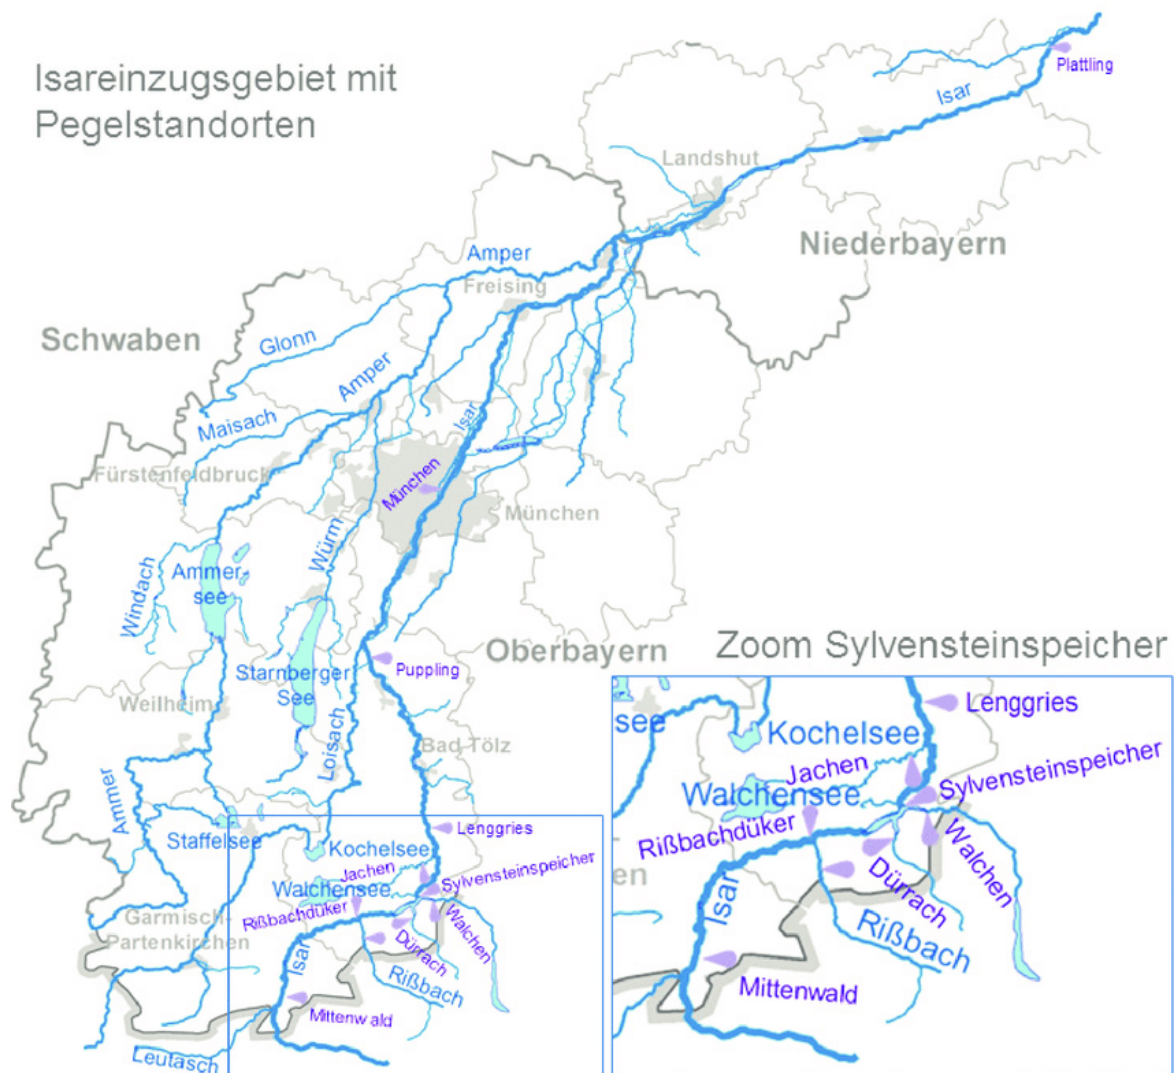 Isareinzugsgebiet mit
Pegelstandorten
Plattling
Isar
Landshut
Niederbayern
Amper
Freising
Schwaben
Glonn
Amper
Maisach
Isar
Fürstenfeldbruck
München
München
Würm
Windach
Ammer-
see
Oberbayern
Zoom Sylvensteinspeicher
Starnberger
See
Puppling
Weilheim
Loisach
Bad Tölz
Ammer
Staffelsee
Lenggries
Kochelsee
Jachen
Sylvensteinspeicher
Walchensee
Rißbachdüker
Walchen
Garmisch-
Partenkirchen
Dürrach
Isar
Rißbach
Mittenwald
Leutasch
see
Lenggries
Kochelsee
Jachen
Sylvensteinspeicher
Walchensee
Rißbachdüker
Walchen
en
Dürrach
Isar
Rißbach
Mittenwald